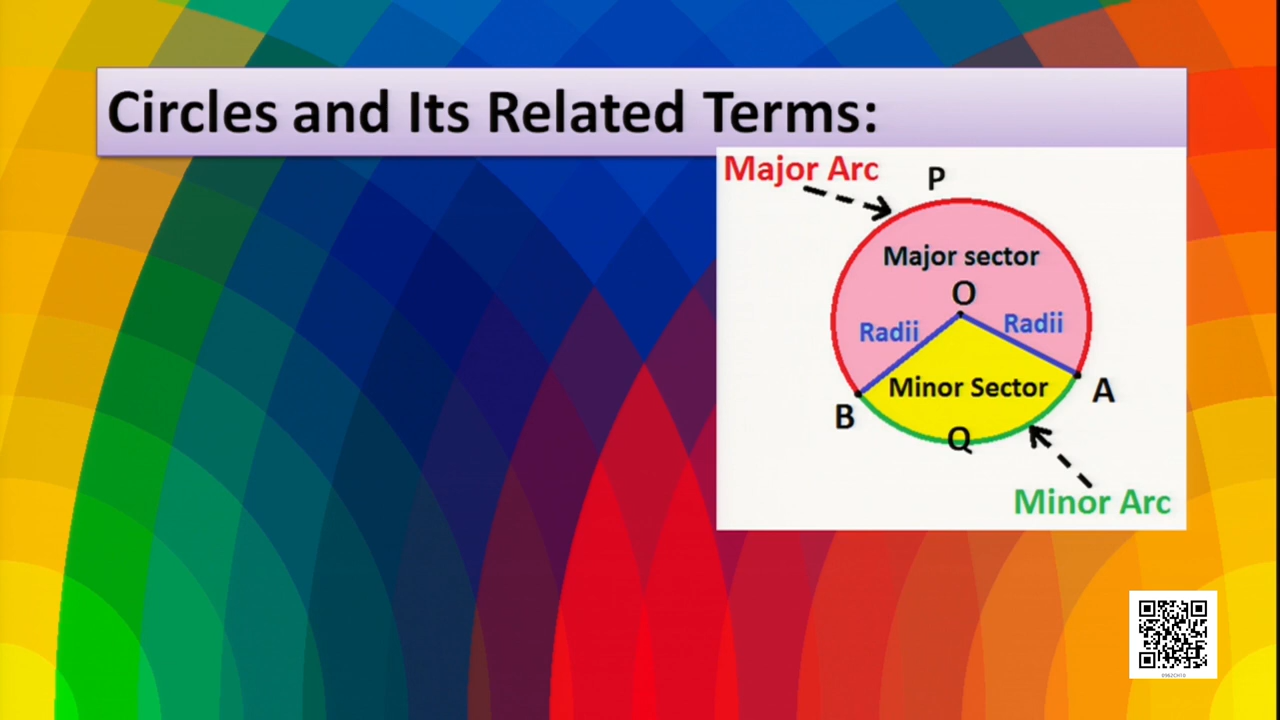 Circles and Its Related Terms:
Major Arc
P
Major sector
O
Radii
Radii
Minor Sector
A
B
Q
Minor Arc